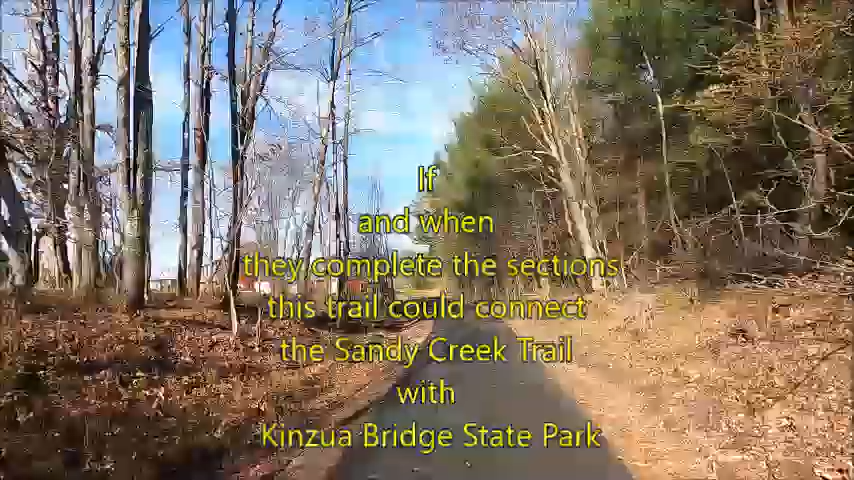 If
and when
they complete the sections
this trail could connect
the Sandy Creek Trail
with
Kinzua Bridge State Park